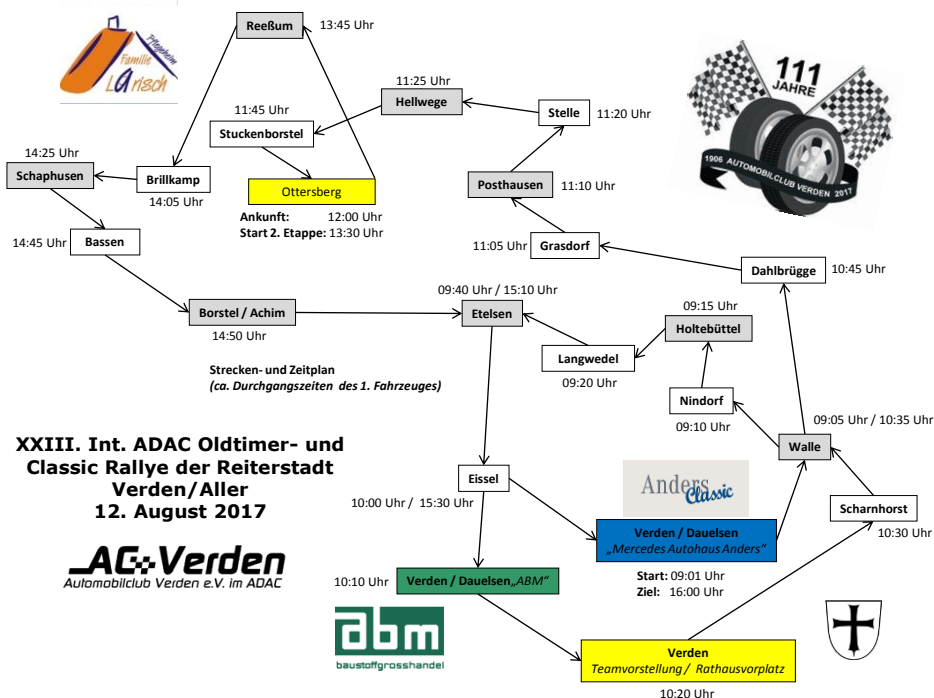 Pflegeheim
Familie
Larisch
Reeßum
13:45 Uhr
111
JAHRE
1906 AUTOMOBILCLUB VERDEN 2017
11:25 Uhr
Hellwege
11:45 Uhr
Stuckenborstel
Stelle
11:20 Uhr
14:25 Uhr
Schaphusen
Brillkamp
14:05 Uhr
Ottersberg
Ankunft: 12:00 Uhr
Start 2. Etappe: 13:30 Uhr
Posthausen
11:10 Uhr
14:45 Uhr
Bassen
11:05 Uhr
Grasdorf
Dahlbrügge
10:45 Uhr
09:40 Uhr / 15:10 Uhr
Etelsen
Borstel / Achim
14:50 Uhr
09:15 Uhr
Holtebüttel
Langwedel
09:20 Uhr
Strecken- und Zeitplan
(ca. Durchgangszeiten des 1. Fahrzeuges)
Nindorf
09:10 Uhr
09:05 Uhr / 10:35 Uhr
Walle
XXIII. Int. ADAC Oldtimer- und
Classic Rallye der Reiterstadt
Verden/Aller
12. August 2017
Eissel
10:00 Uhr / 15:30 Uhr
Anders
Classic
Scharnhorst
10:30 Uhr
Verden / Dauelsen
„Mercedes Autohaus Anders"
Start: 09:01 Uhr
Ziel: 16:00 Uhr
AC Verden
Automobilclub Verden e.V. im ADAC
10:10 Uhr
Verden / Dauelsen„ABM"
abm
baustoffgrosshandel
Verden
Teamvorstellung / Rathausvorplatz
10:20 Uhr